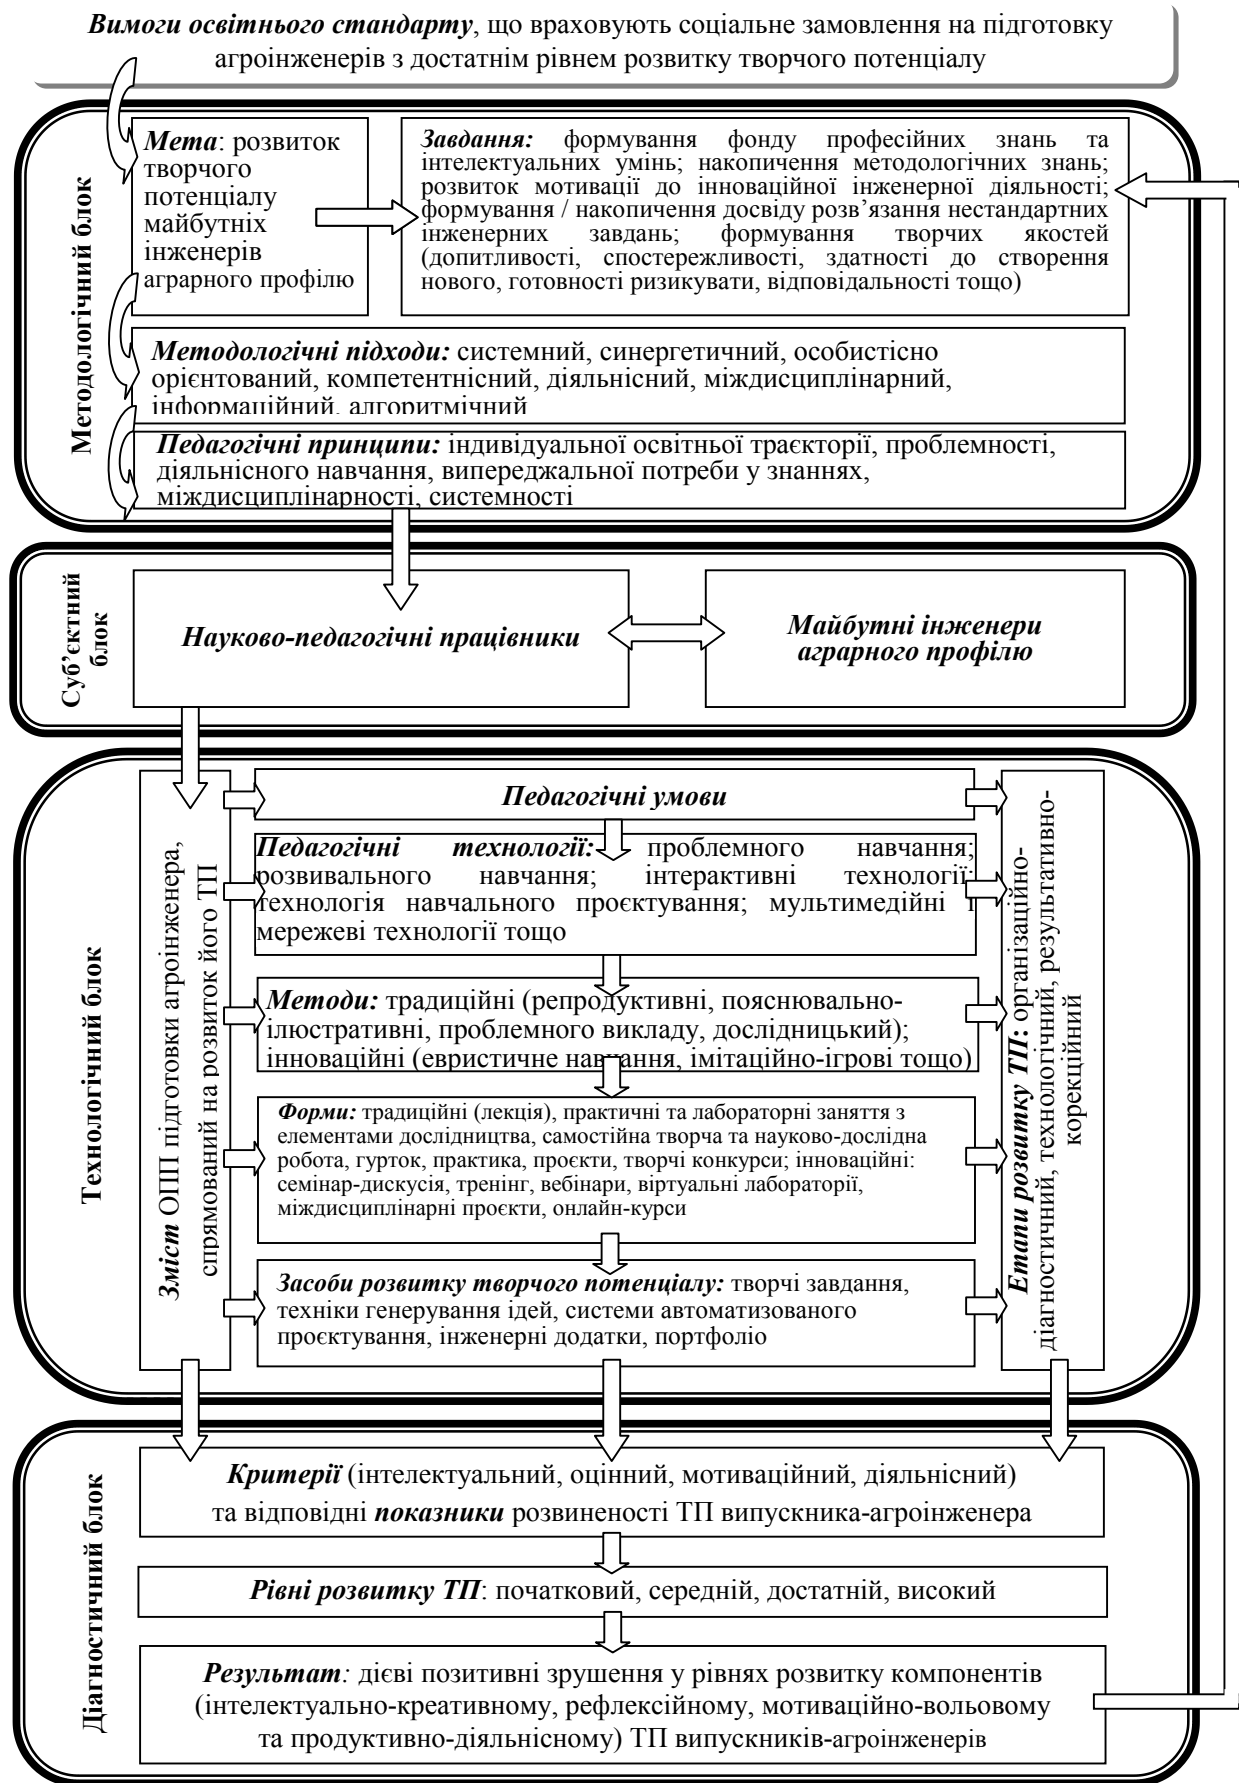 Вимоги освітнього стандарту, що враховують соціальне замовлення на підготовку
агроінженерів з достатнім рівнем розвитку творчого потенціалу
Методологічний блок
Мета: розвиток
творчого
потенціалу
майбутніх
інженерів
аграрного профілю
Завдання: формування фонду професійних знань та
інтелектуальних умінь; накопичення методологічних знань;
розвиток мотивації до інноваційної інженерної діяльності;
формування / накопичення досвіду розв’язання нестандартних
інженерних завдань; формування творчих якостей
(допитливості, спостережливості, здатності до створення
нового, готовності ризикувати, відповідальності тощо)
Методологічні підходи: системний, синергетичний, особистісно
орієнтований, компетентнісний, діяльнісний, міждисциплінарний,
інформаційний, алгоритмічний
Педагогічні принципи: індивідуальної освітньої траєкторії, проблемності,
діяльнісного навчання, випереджальної потреби у знаннях,
міждисциплінарності, системності
Суб’єктний
блок
Науково-педагогічні працівники
Майбутні інженери
аграрного профілю
Технологічний блок
Зміст ОПП підготовки агроінженера,
спрямований на розвиток його ТП
Педагогічні умови
Педагогічні технології: проблемного навчання;
розвивального навчання; інтерактивні технології;
технологія навчального проєктування; мультимедійні і
мережеві технології тощо
Методи: традиційні (репродуктивні, пояснювально-
ілюстративні, проблемного викладу, дослідницький);
інноваційні (евристичне навчання, імітаційно-ігрові тощо)
Форми: традиційні (лекція), практичні та лабораторні заняття з
елементами дослідництва, самостійна творча та науково-дослідна
робота, гурток, практика, проєкти, творчі конкурси; інноваційні:
семінар-дискусія, тренінг, вебінари, віртуальні лабораторії,
міждисциплінарні проєкти, онлайн-курси
Засоби розвитку творчого потенціалу: творчі завдання,
техніки генерування ідей, системи автоматизованого
проєктування, інженерні додатки, портфоліо
Етапи розвитку ТП: організаційно-
діагностичний, технологічний, результативно-
корекційний
Діагностичний блок
Критерії (інтелектуальний, оцінний, мотиваційний, діяльнісний)
та відповідні показники розвиненості ТП випускника-агроінженера
Рівні розвитку ТП: початковий, середній, достатній, високий
Результат: дієві позитивні зрушення у рівнях розвитку компонентів
(інтелектуально-креативному, рефлексійному, мотиваційно-вольовому
та продуктивно-діяльнісному) ТП випускників-агроінженерів